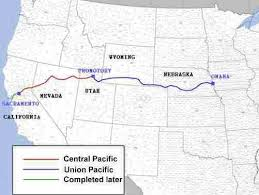 WYOMING
PROMONTORY
NEBRASKA
OMAHA
SACRAMENTO
NEVADA
UTAH
CALIFORNIA
Central Pacific
Union Pacific
Completed later